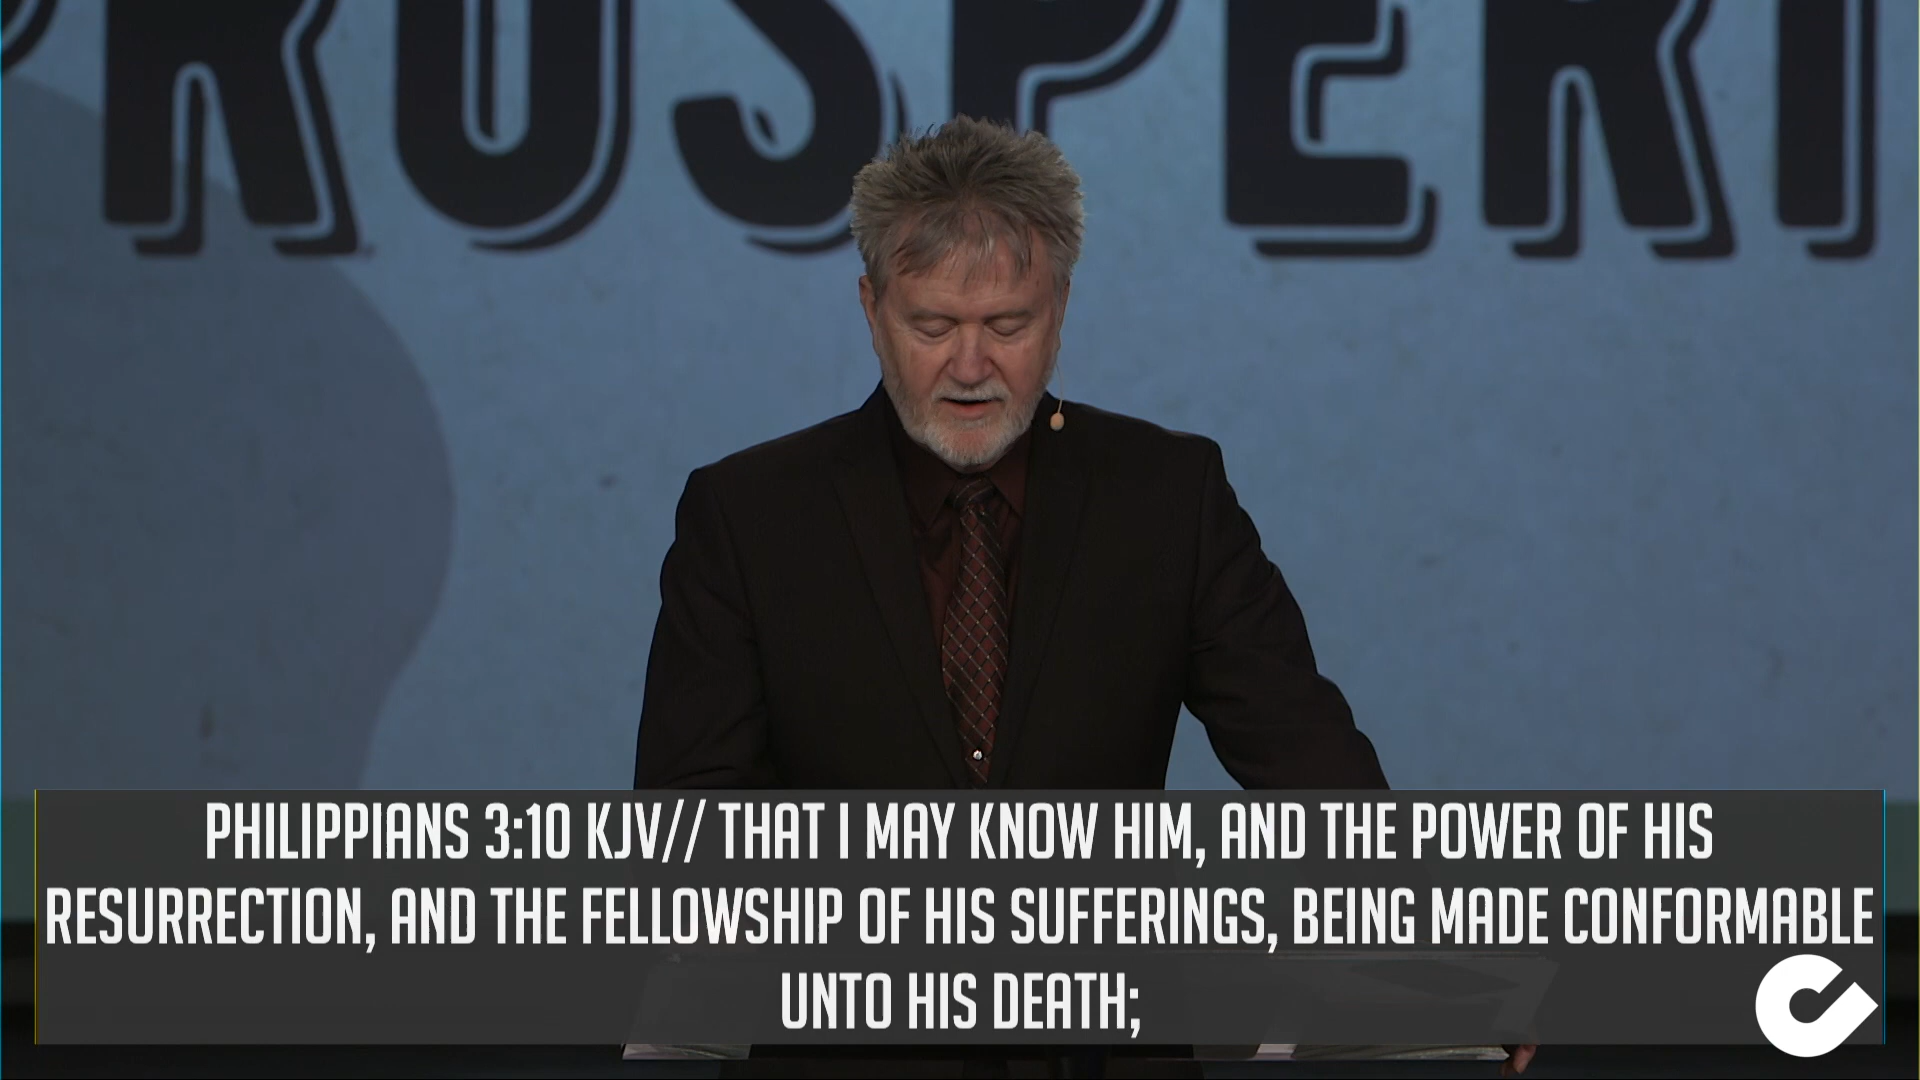 PROSPERI
PHILIPPIANS 3:10 KJV// THAT I MAY KNOW HIM, AND THE POWER OF HIS
RESURRECTION, AND THE FELLOWSHIP OF HIS SUFFERINGS, BEING MADE CONFORMABLE
UNTO HIS DEATH;